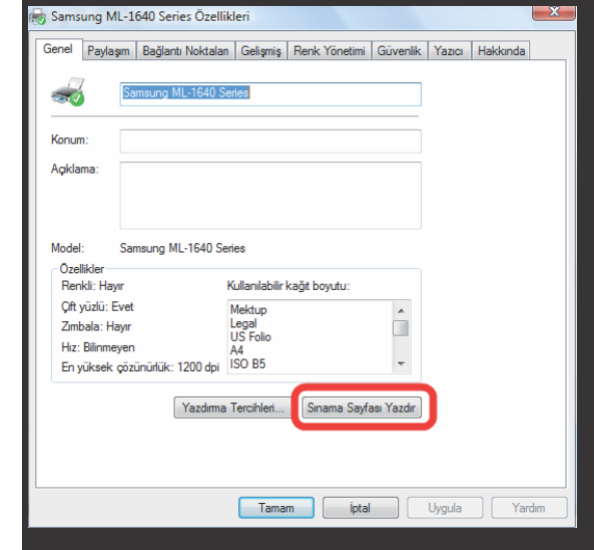 Samsung ML-1640 Series Özellikleri
Genel Paylaşım Bağlantı Noktaları Gelişmiş Renk Yönetimi Güvenlik Yazıcı Hakkında
Samsung ML-1640 Series
Konum:
Açıklama:
Model: Samsung ML-1640 Series
Özellikler
Renkli: Hayır
Çift yüzlü: Evet
Zımbala: Hayır
Hız: Bilinmeyen
En yüksek çözünürlük: 1200 dpi
Kullanılabilir kağıt boyutu:
Mektup
Legal
US Folio
A4
ISO B5
Yazdırma Tercihleri... Sınama Sayfası Yazdır
Tamam İptal Uygula Yardım